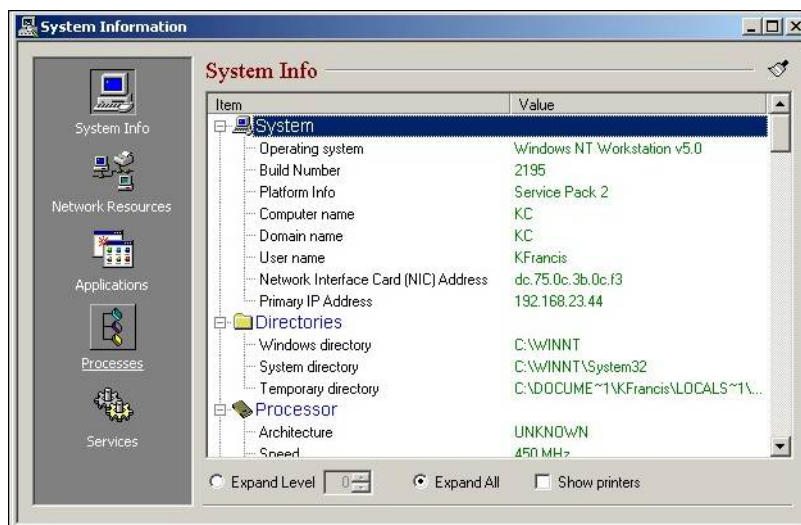 System Information
System Info
Network Resources
Applications
Processes
Services
System Info
Item Value
System
Operating system Windows NT Workstation v5.0
Build Number 2195
Platform Info Service Pack 2
Computer name KC
Domain name KC
User name KFrancis
Network Interface Card (NIC) Address dc.75.0c.3b.0c.f3
Primary IP Address 192.168.23.44
Directories
Windows directory C:\WINNT
System directory C:\WINNT\System32
Temporary directory C:\DOCUME~1\KFrancis\LOCALS~1\...
Processor
Architecture UNKNOWN
Speed 450 MHz
Expand Level 0 Expand All Show printers